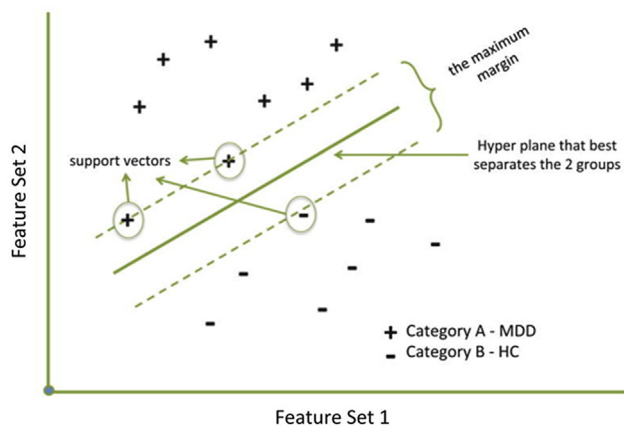 the maximum
margin
support vectors
Hyper plane that best
separates the 2 groups
Feature Set 2
+ Category A - MDD
- Category B - HC
Feature Set 1